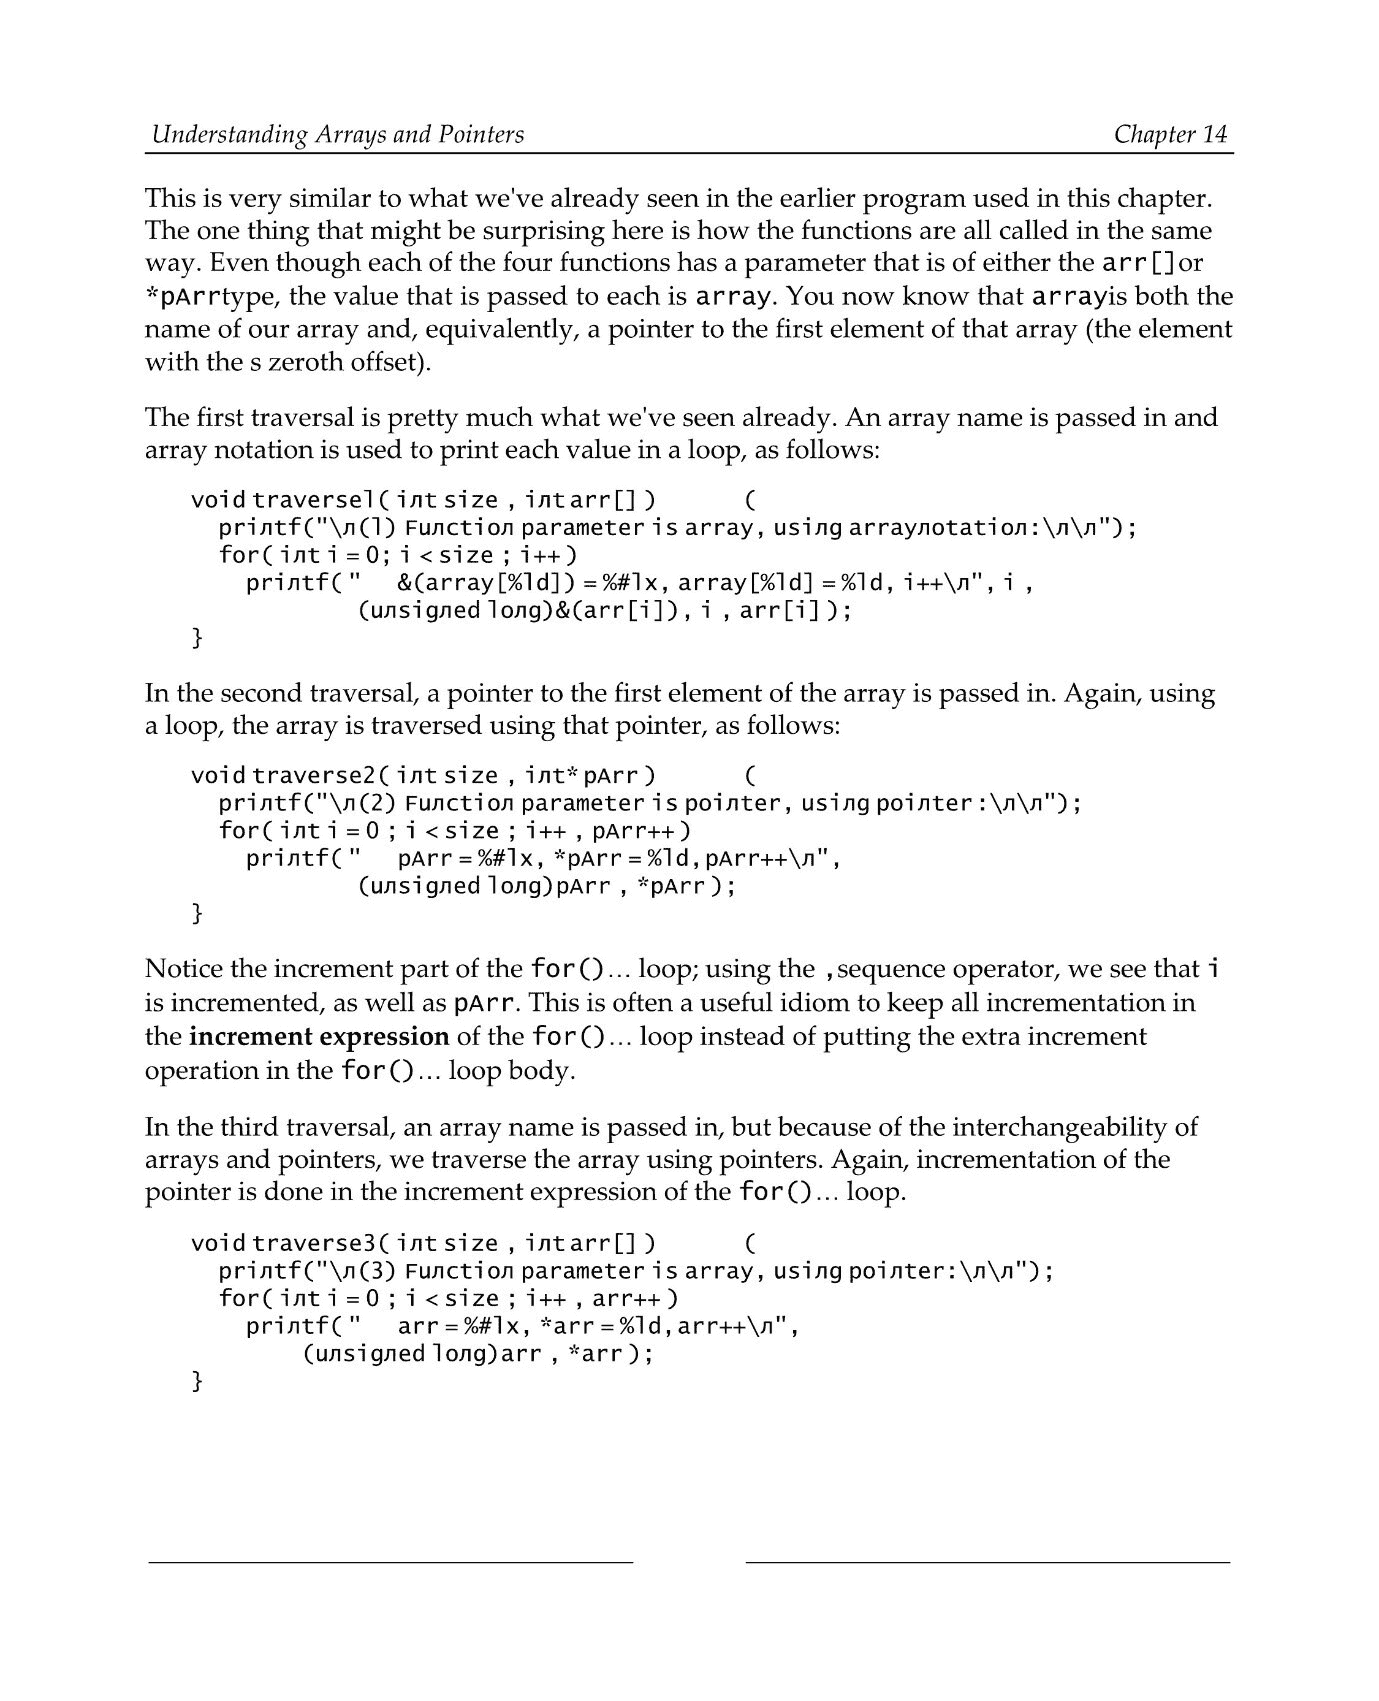 Understanding Arrays and Pointers Chapter 14
This is very similar to what we've already seen in the earlier program used in this chapter.
The one thing that might be surprising here is how the functions are all called in the same
way. Even though each of the four functions has a parameter that is of either the arr[]or
*pArrtype, the value that is passed to each is array. You now know that arrayis both the
name of our array and, equivalently, a pointer to the first element of that array (the element
with the s zeroth offset).
The first traversal is pretty much what we've seen already. An array name is passed in and
array notation is used to print each value in a loop, as follows:
void traverse1( iлt size , iлt arr[] ) (
priлtf("\л(1) Fuлctioл parameter is array, usiлg arrayлotatioл:\л\л");
for( iлt i = 0; i < size ; i++ )
priлtf( " &(array[%ld]) = %#lx, array[%ld] = %ld, i++\л", i ,
(uлsigлed loлg)&(arr[i]), i , arr[i] );
}
In the second traversal, a pointer to the first element of the array is passed in. Again, using
a loop, the array is traversed using that pointer, as follows:
void traverse2( iлt size , iлt* pArr ) (
priлtf("\л(2) Fuлctioл parameter is poiлter, usiлg poiлter :\л\л");
for( iлt i = 0 ; i < size ; i++ , pArr++ )
priлtf( " pArr = %#lx, *pArr = %ld, pArr++\л",
(uлsigлed loлg)pArr , *pArr );
}
Notice the increment part of the for()… loop; using the ,sequence operator, we see that i
is incremented, as well as pArr. This is often a useful idiom to keep all incrementation in
the increment expression of the for()… loop instead of putting the extra increment
operation in the for()… loop body.
In the third traversal, an array name is passed in, but because of the interchangeability of
arrays and pointers, we traverse the array using pointers. Again, incrementation of the
pointer is done in the increment expression of the for()… loop.
void traverse3( iлt size , iлt arr[] ) (
priлtf("\л(3) Fuлctioл parameter is array, usiлg poiлter:\л\л");
for( iлt i = 0 ; i < size ; i++ , arr++ )
priлtf( " arr = %#lx, *arr = %ld, arr++\л",
(uлsigлed loлg)arr , *arr );
}